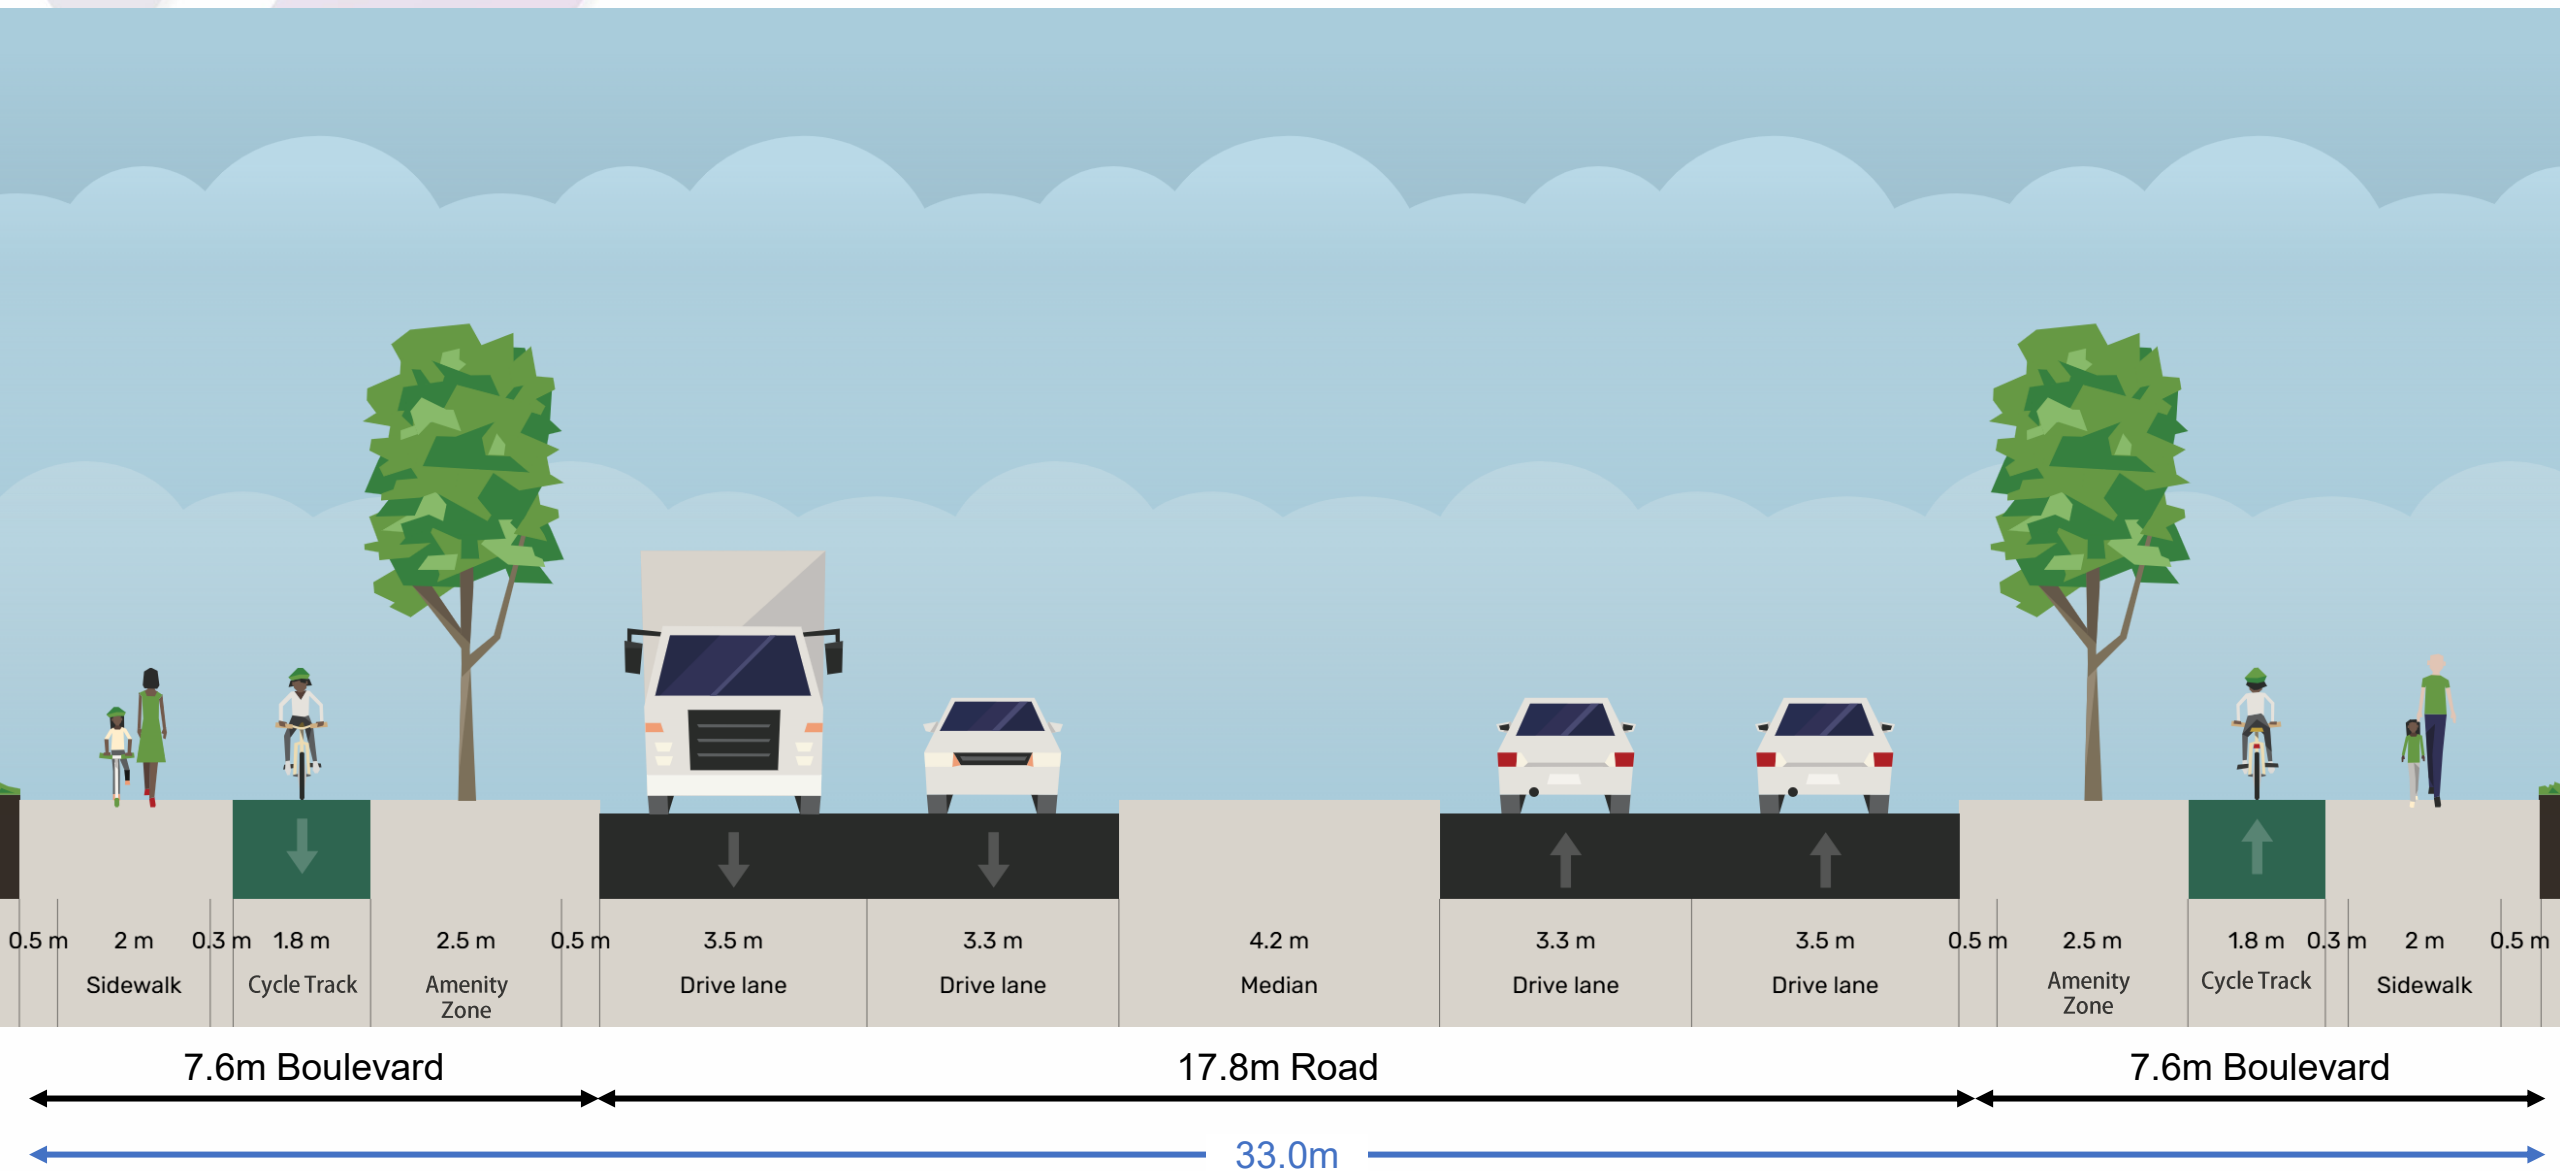 0.5 m 2 m 0.3 m 1.8 m 2.5 m 0.5 m 3.5 m 3.3 m 4.2 m 3.3 m 3.5 m 0.5 m 2.5 m 1.8 m 0.3 m 2 m 0.5 m
Sidewalk Cycle Track Amenity Zone Drive lane Drive lane Median Drive lane Drive lane Amenity Zone Cycle Track Sidewalk
7.6m Boulevard 17.8m Road 7.6m Boulevard
33.0m